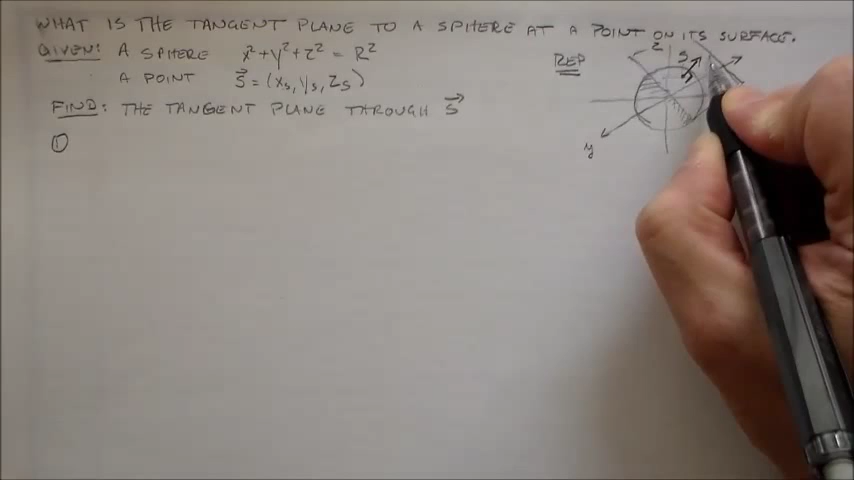 WHAT IS THE TANGENT PLANE TO A SPHERE AT A POINT ON ITS SURFACE.
GIVEN: A SPHERE x² + y² + z² = R²
A POINT S⃗ = (xₛ, yₛ, zₛ)
FIND: THE TANGENT PLANE THROUGH S⃗
①
REP
z
S
y